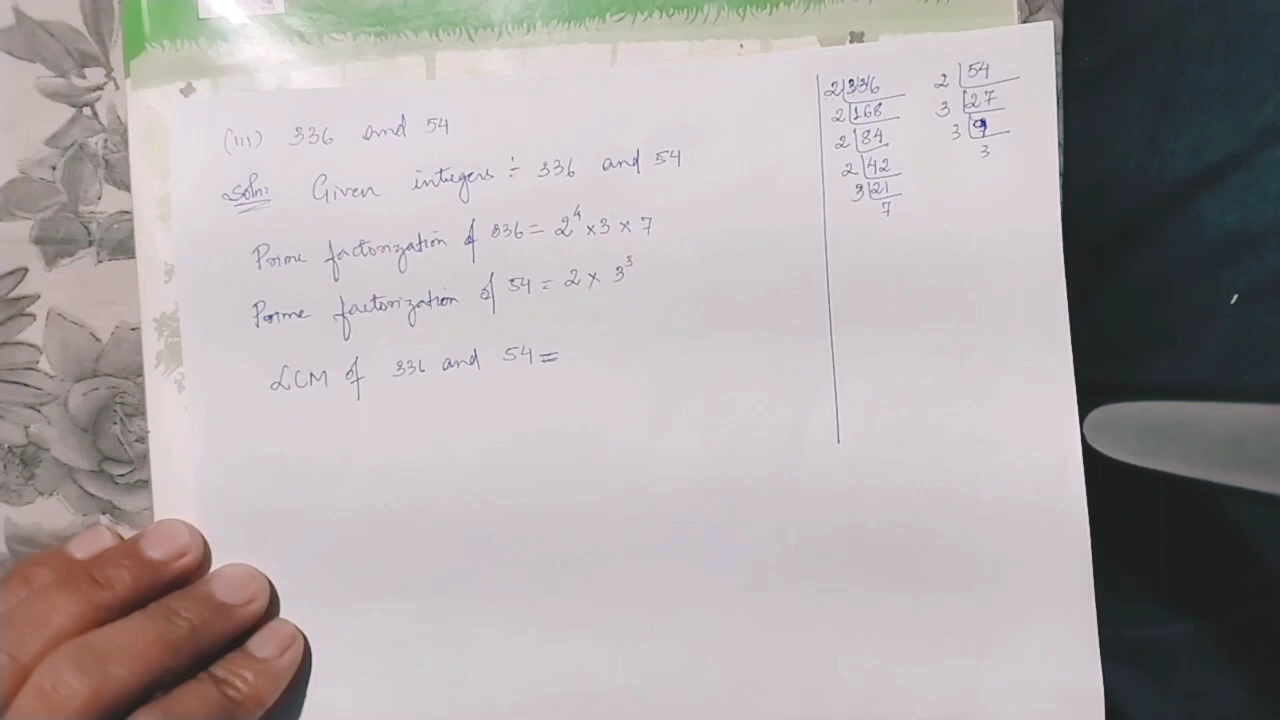 (iii) 336 and 54
Soln: Given integers ÷ 336 and 54
Prime factorization of 336 = 2⁴ × 3 × 7
Prime factorization of 54 = 2 × 3³
LCM of 336 and 54 =
2 | 336
2 | 168
2 | 84
2 | 42
3 | 21
7
2 | 54
3 | 27
3 | 9
3